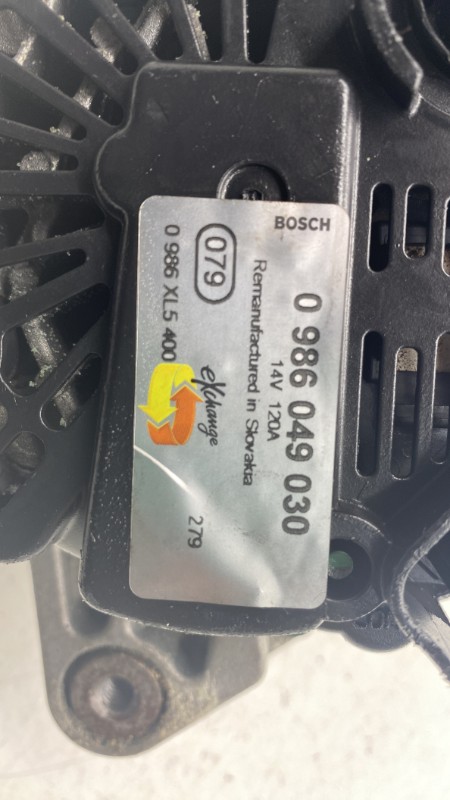 BOSCH
0 986 049 030
14V 120A
Remanufactured in Slovakia
eXchange
279
079
0 986 XL5 400